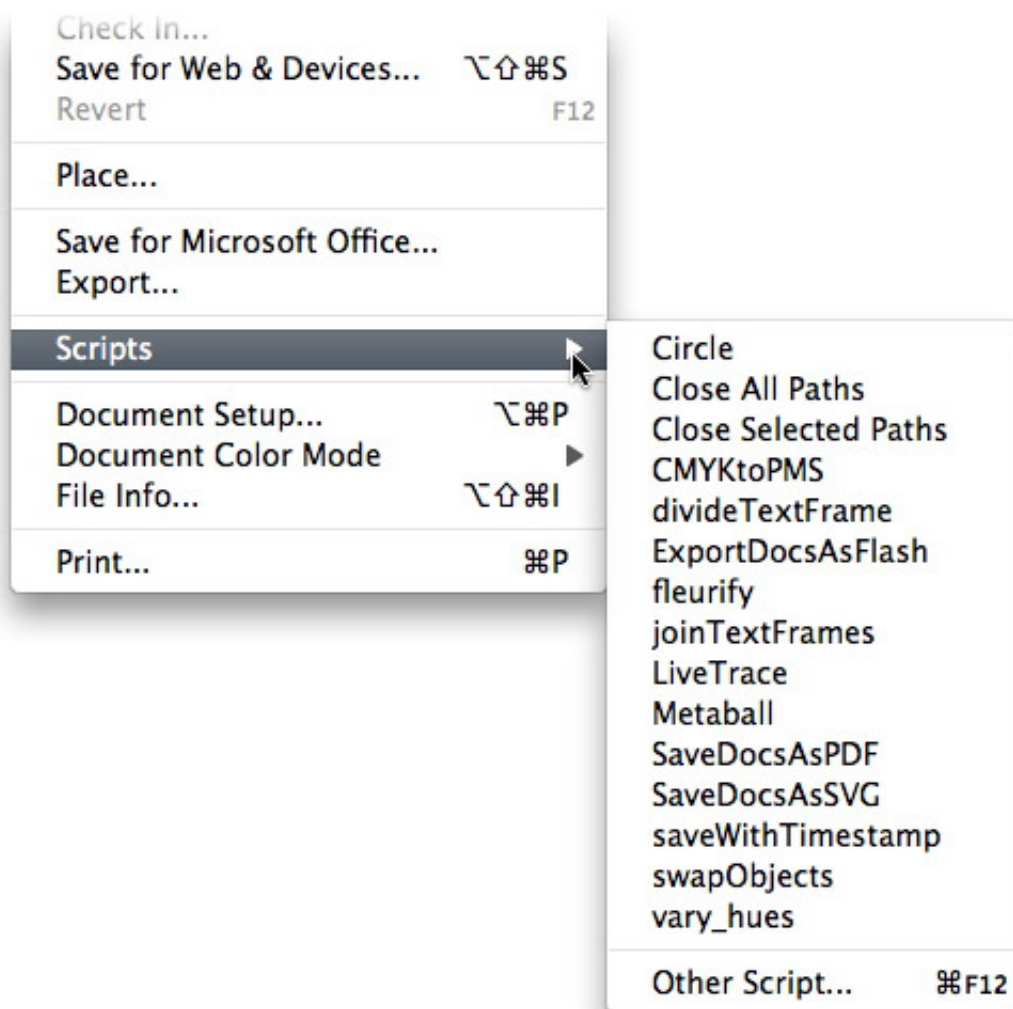 Check In...
Save for Web & Devices... ⌥⇧⌘S
Revert F12
Place...
Save for Microsoft Office...
Export...
Scripts
Document Setup... ⌥⌘P
Document Color Mode
File Info... ⌥⇧⌘I
Print... ⌘P
Circle
Close All Paths
Close Selected Paths
CMYKtoPMS
divideTextFrame
ExportDocsAsFlash
fleurify
joinTextFrames
LiveTrace
Metaball
SaveDocsAsPDF
SaveDocsAsSVG
saveWithTimestamp
swapObjects
vary_hues
Other Script... ⌘F12